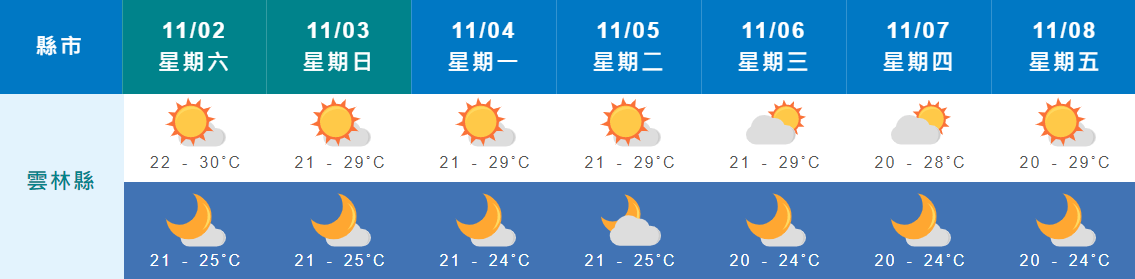 縣市
11/02
星期六
11/03
星期日
11/04
星期一
11/05
星期二
11/06
星期三
11/07
星期四
11/08
星期五
雲林縣
22 - 30°C
21 - 29°C
21 - 29°C
21 - 29°C
21 - 29°C
20 - 28°C
20 - 29°C
21 - 25°C
21 - 25°C
21 - 24°C
21 - 25°C
20 - 24°C
20 - 24°C
20 - 24°C